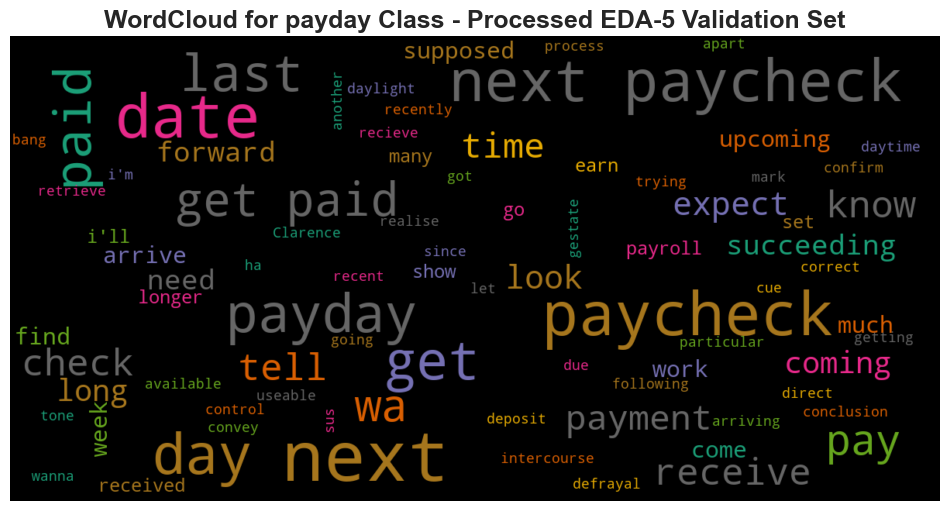 WordCloud for payday Class - Processed EDA-5 Validation Set
supposed
process
apart
last
next paycheck
paid
another
daylight
date
recently
bang
recieve
time
upcoming
forward
many
earn
daytime
i'm
got
trying
mark
confirm
retrieve
get paid
realise
go
gestate
expect
set
know
i'll
Clarence
arrive
since
payroll
succeeding
ha
show
correct
need
recent
let
look
cue
longer
payday
paycheck
much
find
going
particular
getting
check
tell
get
due
work
coming
long
available
useable
following
direct
tone
week
control
wa
sus
deposit
payment
arriving
conclusion
convey
pay
day next
come
wanna
received
intercourse
receive
defrayal